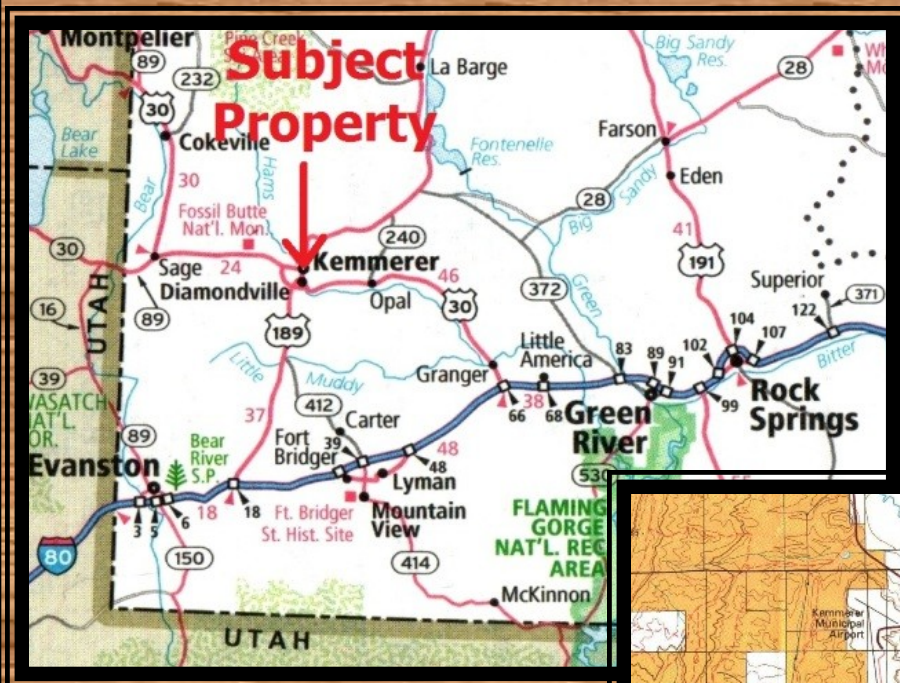 Montpelier
89
232
Pine Creek
Subject
Property
30
Bear
Lake
Cokeville
Hams
Bear
30
Fossil Butte
Nat'l. Mon.
30
Sage
24
Kemmerer
Diamondville
16
UTAH
89
189
La Barge
Big Sandy
Res.
28
Wh
Farson
Fontenelle
Res.
Eden
Sandy
Big
28
41
191
240
46
Opal
30
372
Green
Superior
371
122
Little
America
104
107
102
83
89
91
Bitter
Granger
66
38
68
Green
River
99
Rock
Springs
Little
Muddy
39
WASATCH
NAT'L.
OR.
37
412
Carter
89
Bear
River
S.P.
Fort
Bridger
39
48
48
Evanston
Lyman
3
5
6
18
18
Ft. Bridger
St. Hist. Site
Mountain
View
80
150
414
530
FLAMING
GORGE
NAT'L. REC
AREA
McKinnon
UTAH
Kemmerer
Municipal
Airport